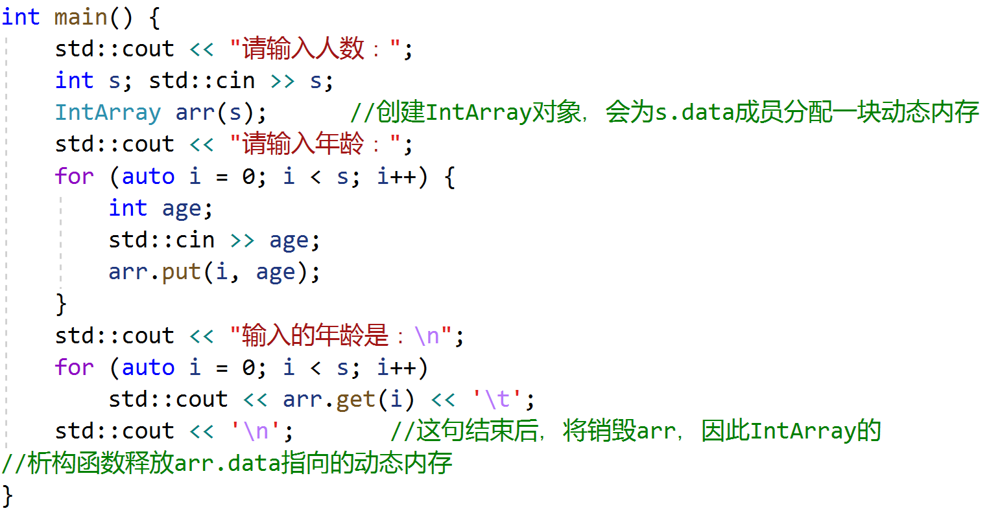 int main() {
    std::cout << "请输入人数：";
    int s; std::cin >> s;
    IntArray arr(s);      //创建IntArray对象，会为s.data成员分配一块动态内存
    std::cout << "请输入年龄：";
    for (auto i = 0; i < s; i++) {
        int age;
        std::cin >> age;
        arr.put(i, age);
    }
    std::cout << "输入的年龄是：\n";
    for (auto i = 0; i < s; i++)
        std::cout << arr.get(i) << '\t';
    std::cout << '\n';       //这句结束后，将销毁arr，因此IntArray的
//析构函数释放arr.data指向的动态内存
}